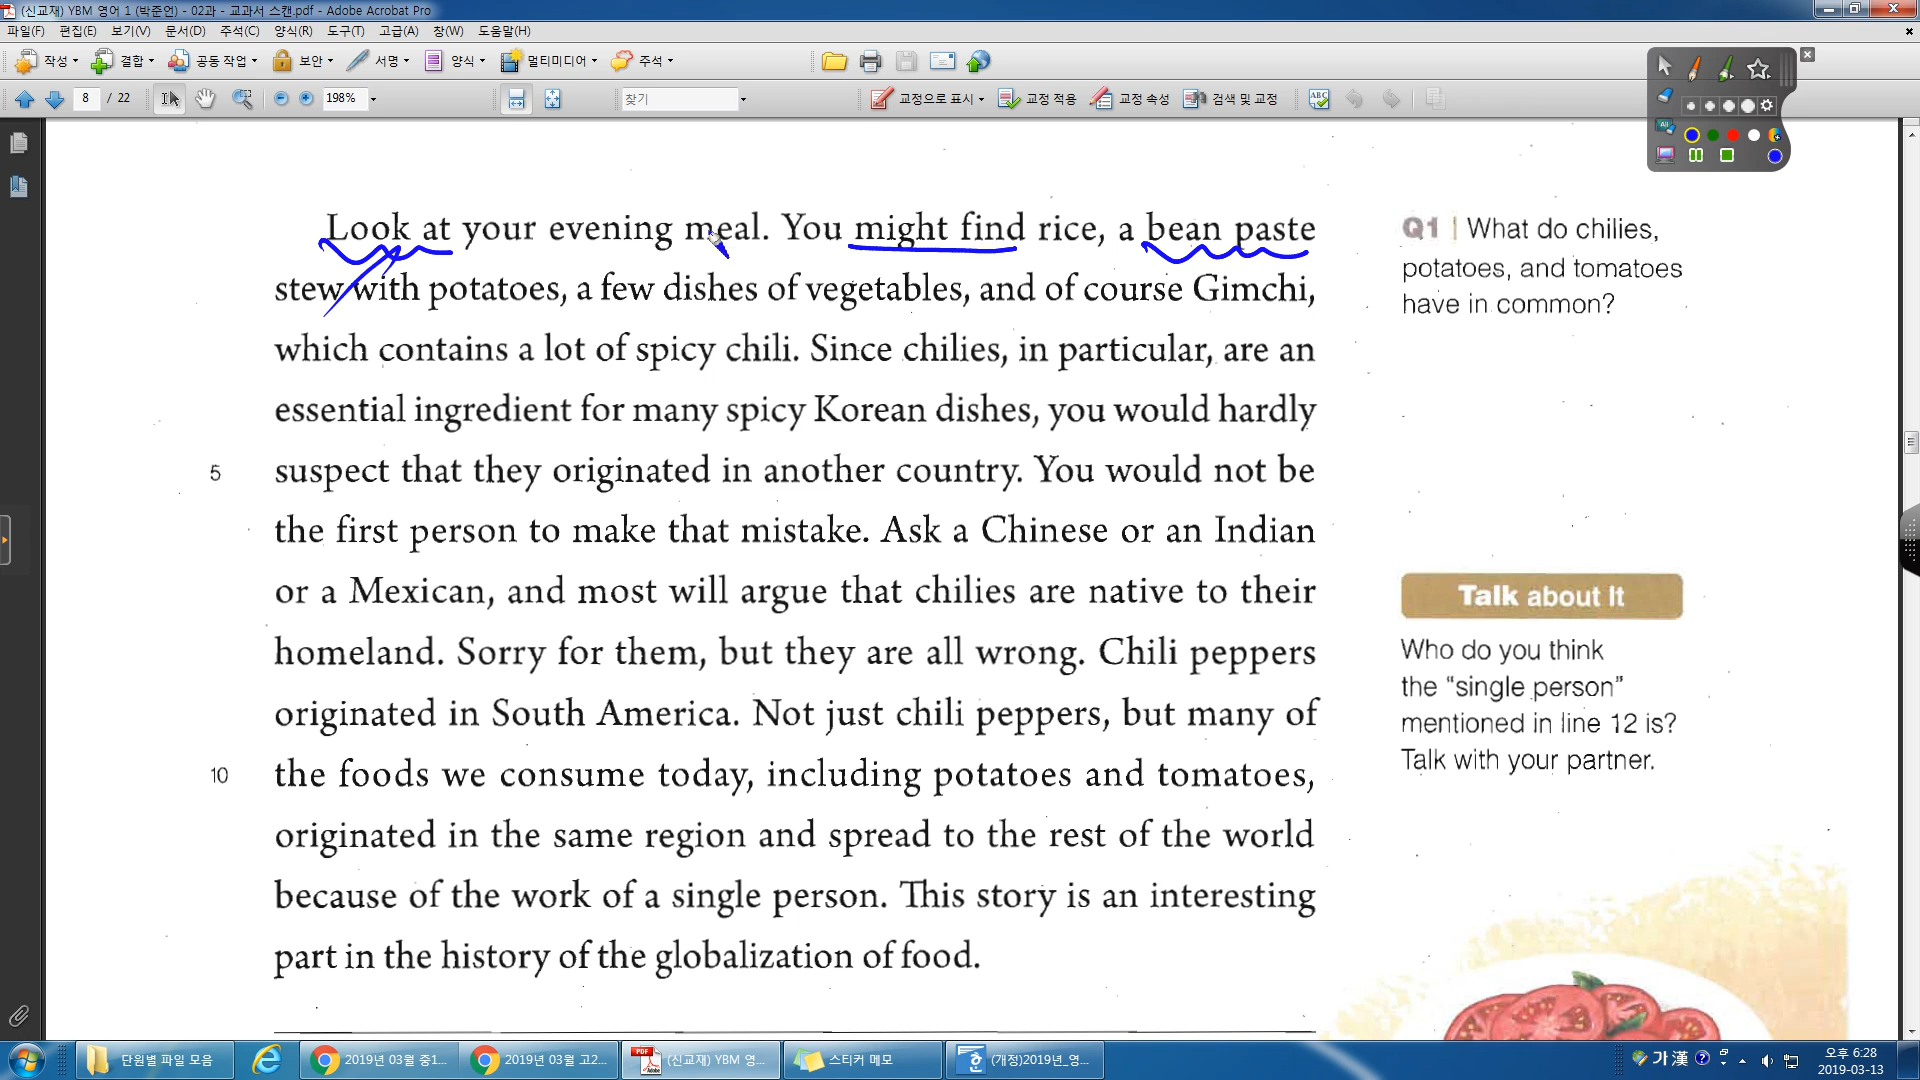 (신교재) YBM 영어 1 (박준언) - 02과 - 교과서 스캔.pdf - Adobe Acrobat Pro
파일(F) 편집(E) 보기(V) 문서(D) 주석(C) 양식(R) 도구(T) 고급(A) 창(W) 도움말(H)
작성 결합 공동 작업 보안 서명 양식 멀티미디어 주석
8 / 22 198% 찾기 교정으로 표시 교정 적용 교정 속성 검색 및 교정
Look at your evening meal. You might find rice, a bean paste
stew with potatoes, a few dishes of vegetables, and of course Gimchi,
which contains a lot of spicy chili. Since chilies, in particular, are an
essential ingredient for many spicy Korean dishes, you would hardly
5 suspect that they originated in another country. You would not be
the first person to make that mistake. Ask a Chinese or an Indian
or a Mexican, and most will argue that chilies are native to their
homeland. Sorry for them, but they are all wrong. Chili peppers
originated in South America. Not just chili peppers, but many of
10 the foods we consume today, including potatoes and tomatoes,
originated in the same region and spread to the rest of the world
because of the work of a single person. This story is an interesting
part in the history of the globalization of food.
Q1 What do chilies,
potatoes, and tomatoes
have in common?
Talk about It
Who do you think
the “single person”
mentioned in line 12 is?
Talk with your partner.
단원별 파일 모음 2019년 03월 중1... 2019년 03월 고2... (신교재) YBM 영... 스티커 메모 (개정)2019년_영...
가 漢 오후 6:28
2019-03-13